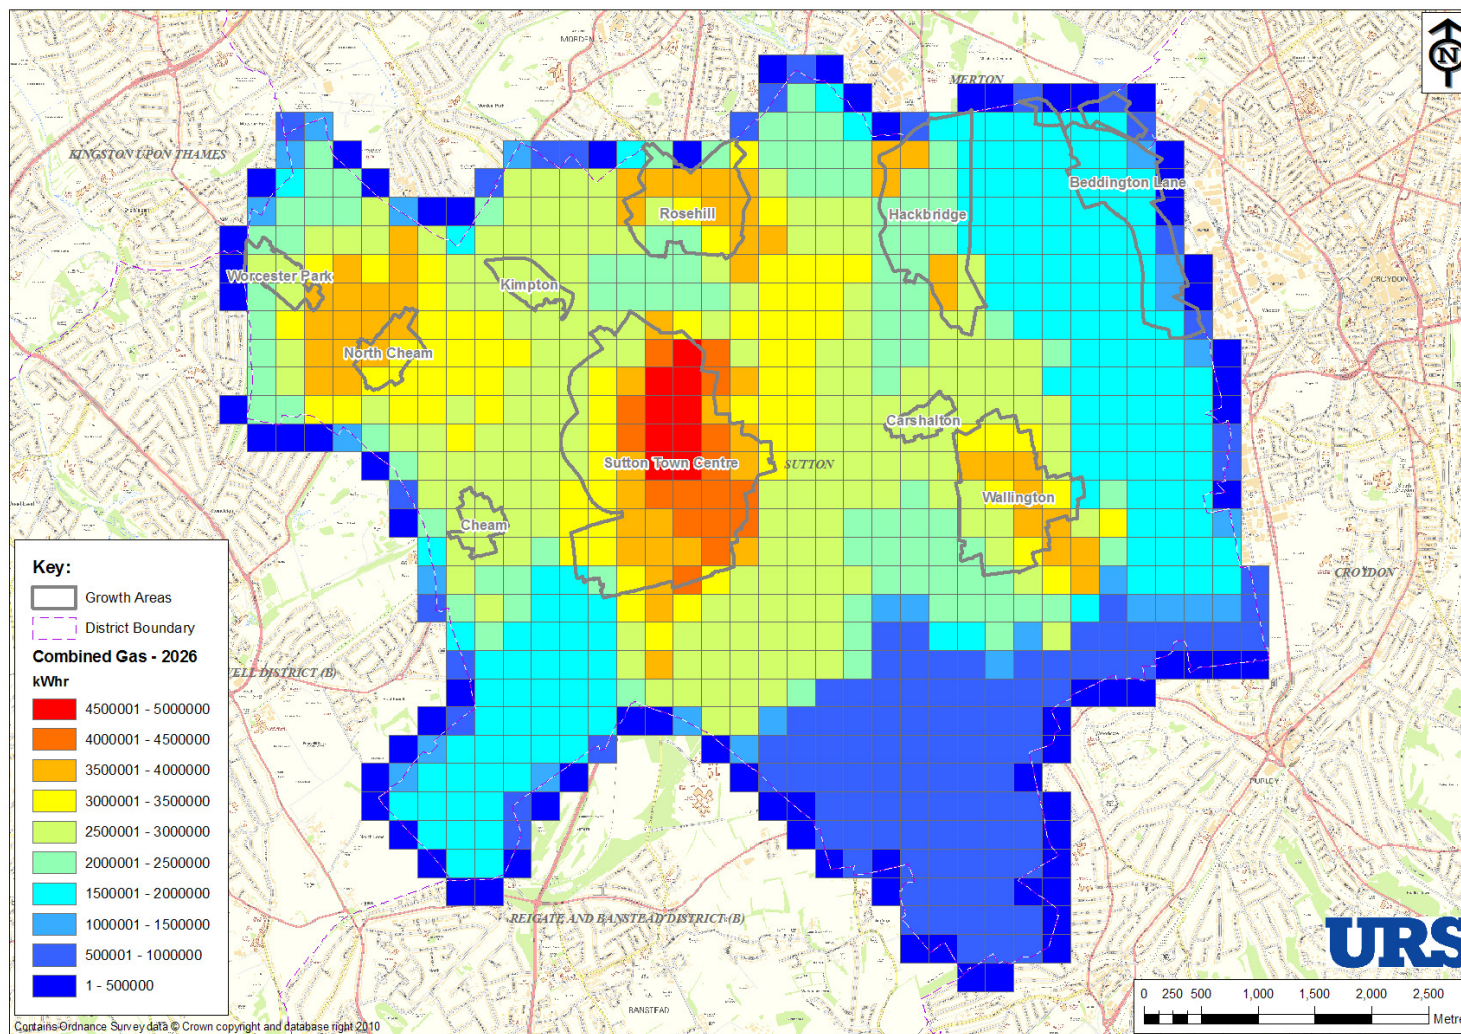 MORDEN
N
MERTON
KINGSTON UPON THAMES
Beddington Lane
Rosehill
Hackbridge
Worcester Park
Kimpton
CROYDON
North Cheam
Carshalton
Sutton Town Centre
SUTTON
Wallington
Cheam
Key:
Growth Areas
District Boundary
Combined Gas - 2026
kWhr
4500001 - 5000000
4000001 - 4500000
3500001 - 4000000
3000001 - 3500000
2500001 - 3000000
2000001 - 2500000
1500001 - 2000000
1000001 - 1500000
500001 - 1000000
1 - 500000
CROYDON
WELL DISTRICT (B)
PURLEY
REIGATE AND BANSTEAD DISTRICT (B)
URS
0 250 500 1,000 1,500 2,000 2,500
Metre
BANSTEAD
Contains Ordnance Survey data © Crown copyright and database right 2010